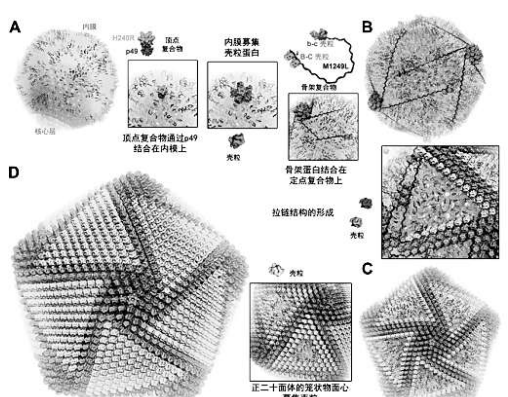 A
内膜
核心层
H240R
p49
顶点
复合物
内膜募集
壳粒蛋白
b-c 壳粒
B-C 壳粒
M1249L
骨架复合物
B
顶点复合物通过p49
结合在内膜上
壳粒
骨架蛋白结合在
定点复合物上
D
拉链结构的形成
壳粒
壳粒
C
正二十面体的笼状物面心